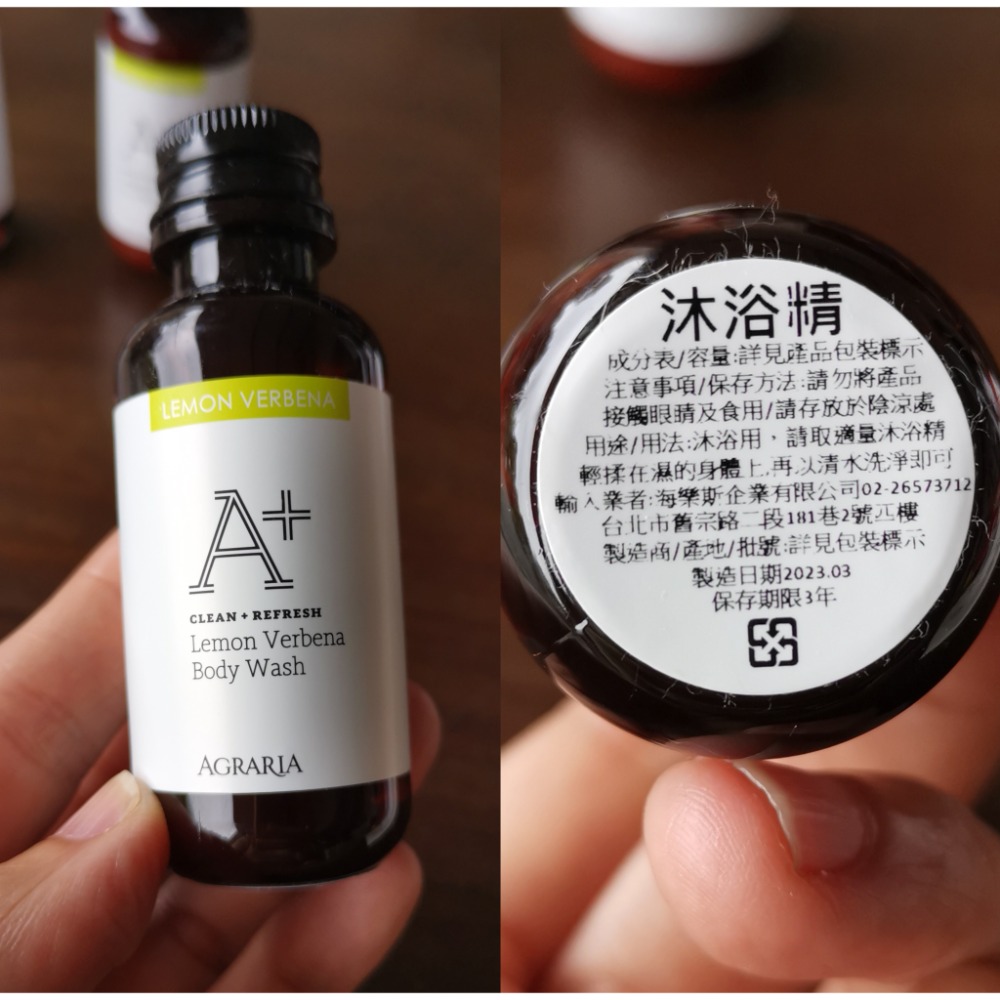 LEMON VERBENA
A+
CLEAN + REFRESH
Lemon Verbena
Body Wash
AGRARIA
沐浴精
成分表/容量:詳見產品包裝標示
注意事項/保存方法:請勿將產品
接觸眼睛及食用/請存放於陰涼處
用途/用法:沐浴用，請取適量沐浴精
輕揉在濕的身體上,再以清水洗淨即可
輸入業者:海樂斯企業有限公司02-26573712
台北市舊宗路二段181巷2號四樓
製造商/產地/批號:詳見包裝標示
製造日期2023.03
保存期限3年